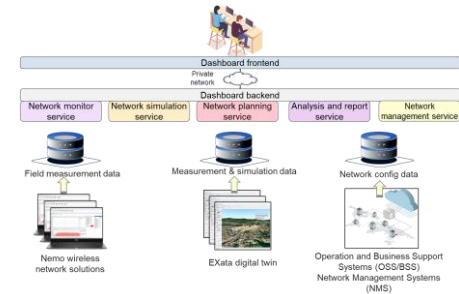 Dashboard frontend
Private
network
Dashboard backend
Network monitor
service
Network simulation
service
Network planning
service
Analysis and report
service
Network
management service
Field measurement data
Measurement & simulation data
Network config data
Nemo wireless
network solutions
EXata digital twin
Operation and Business Support
Systems (OSS/BSS)
Network Management Systems
(NMS)